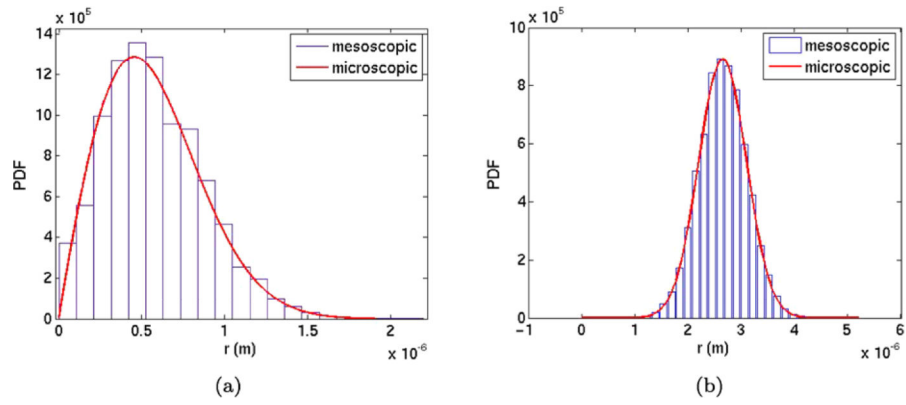 x 10^5
mesoscopic
microscopic
14
12
10
8
6
4
2
0
PDF
0 0.5 1 1.5 2
r (m)
x 10^-6
(a)
x 10^5
mesoscopic
microscopic
10
8
6
4
2
0
PDF
-1 0 1 2 3 4 5 6
r (m)
x 10^-6
(b)